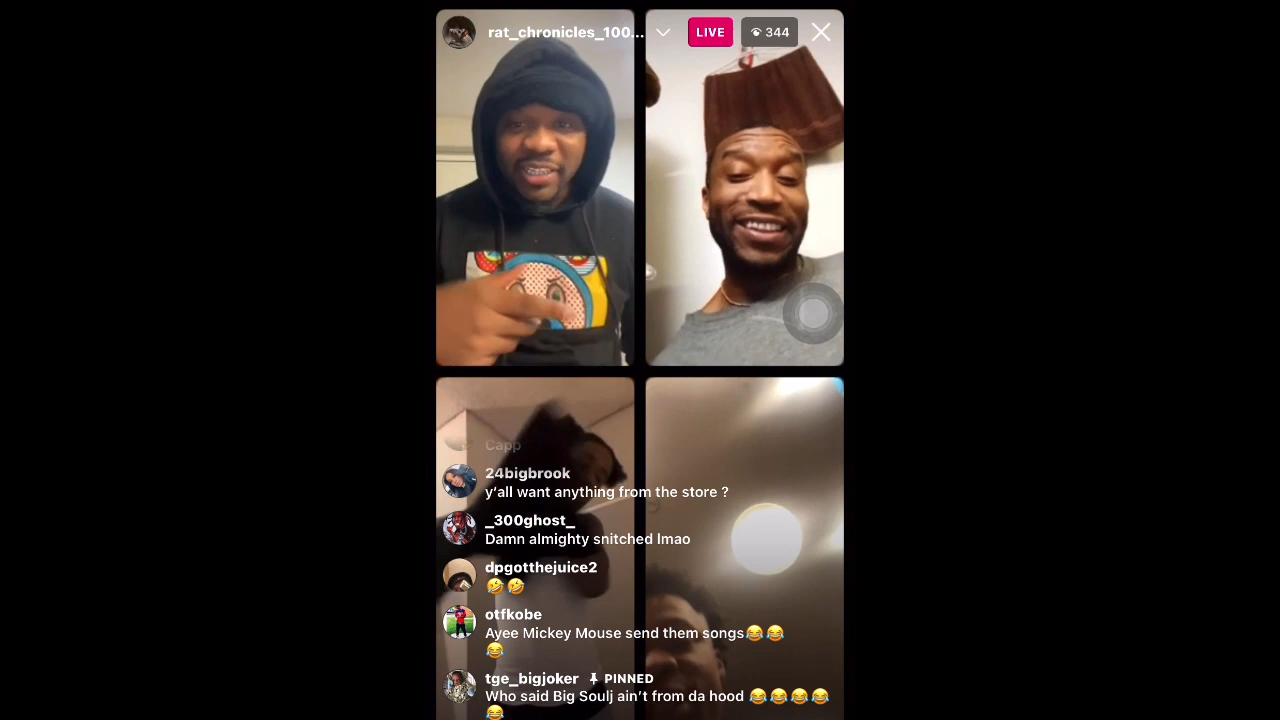 rat_chronicles_100...
LIVE
344
Capp
24bigbrook
y'all want anything from the store ?
_300ghost_
Damn almighty snitched lmao
dpgotthejuice2
🤣🤣
otfkobe
Ayee Mickey Mouse send them songs😂😂
😂
tge_bigjoker PINNED
Who said Big Soulj ain't from da hood 😂😂😂😂
😂